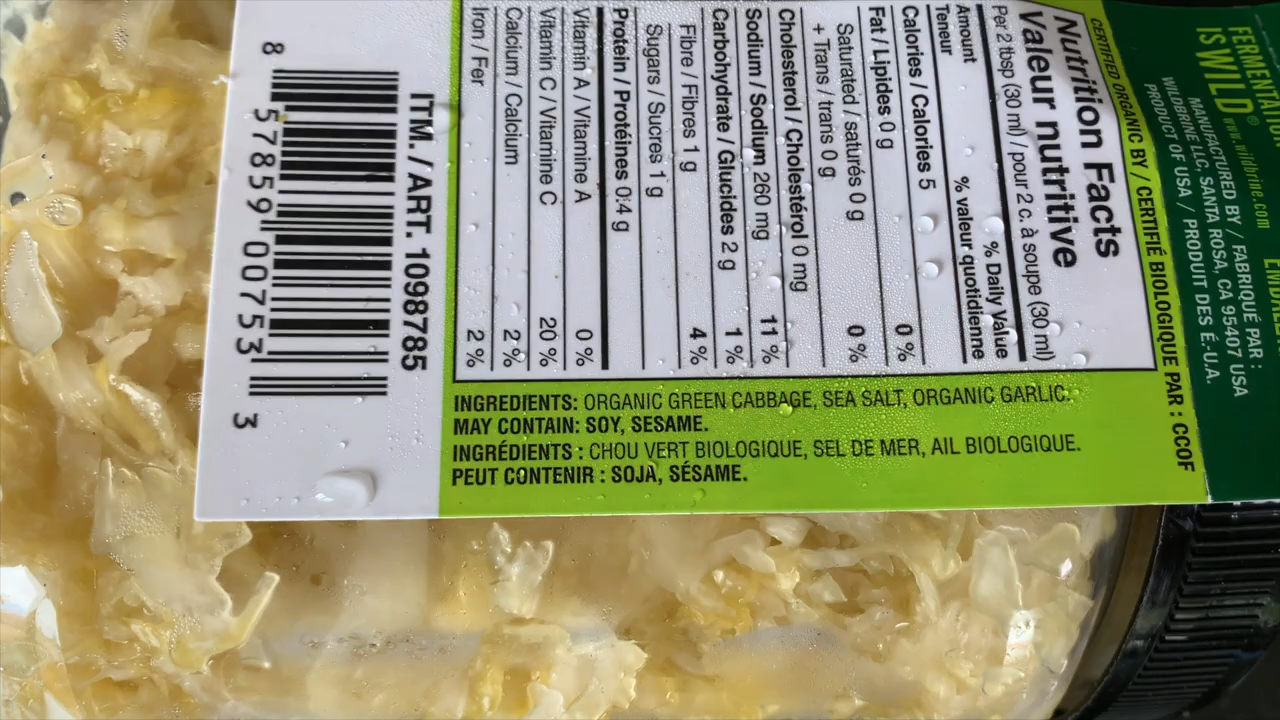 FERMENTATION
IS WILD® www.wildbrine.com
MANUFACTURED BY / FABRIQUÉ PAR :
WILDBRINE LLC, SANTA ROSA, CA 95407 USA
PRODUCT OF USA / PRODUIT DES É.-U.A.
CERTIFIED ORGANIC BY / CERTIFIÉ BIOLOGIQUE PAR : CCOF
Nutrition Facts
Valeur nutritive
Per 2 tbsp (30 ml) / pour 2 c. à soupe (30 ml)
Amount % Daily Value
Teneur % valeur quotidienne
Calories / Calories 5
Fat / Lipides 0 g 0 %
Saturated / saturés 0 g
+ Trans / trans 0 g 0 %
Cholesterol / Cholestérol 0 mg
Sodium / Sodium 260 mg 11 %
Carbohydrate / Glucides 2 g 1 %
Fibre / Fibres 1 g 4 %
Sugars / Sucres 1 g
Protein / Protéines 0.4 g
Vitamin A / Vitamine A 0 %
Vitamin C / Vitamine C 20 %
Calcium / Calcium 2 %
Iron / Fer 2 %
ITM. / ART. 1098785
8 57859 00753 3
INGREDIENTS: ORGANIC GREEN CABBAGE, SEA SALT, ORGANIC GARLIC.
MAY CONTAIN: SOY, SESAME.
INGRÉDIENTS : CHOU VERT BIOLOGIQUE, SEL DE MER, AIL BIOLOGIQUE.
PEUT CONTENIR : SOJA, SÉSAME.